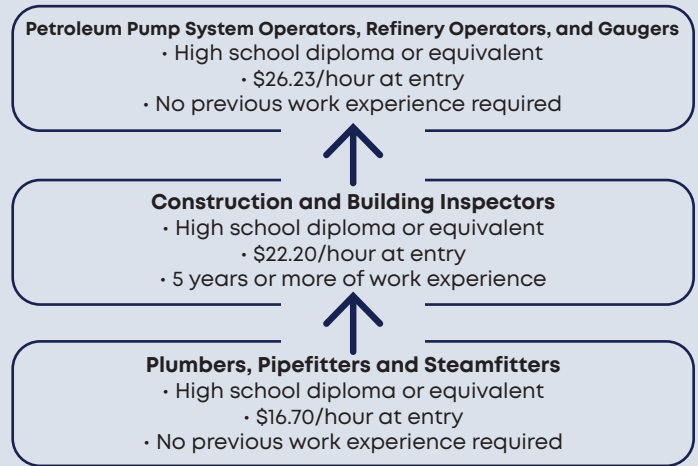 Petroleum Pump System Operators, Refinery Operators, and Gaugers
· High school diploma or equivalent
· $26.23/hour at entry
· No previous work experience required
Construction and Building Inspectors
· High school diploma or equivalent
· $22.20/hour at entry
· 5 years or more of work experience
Plumbers, Pipefitters and Steamfitters
· High school diploma or equivalent
· $16.70/hour at entry
· No previous work experience required